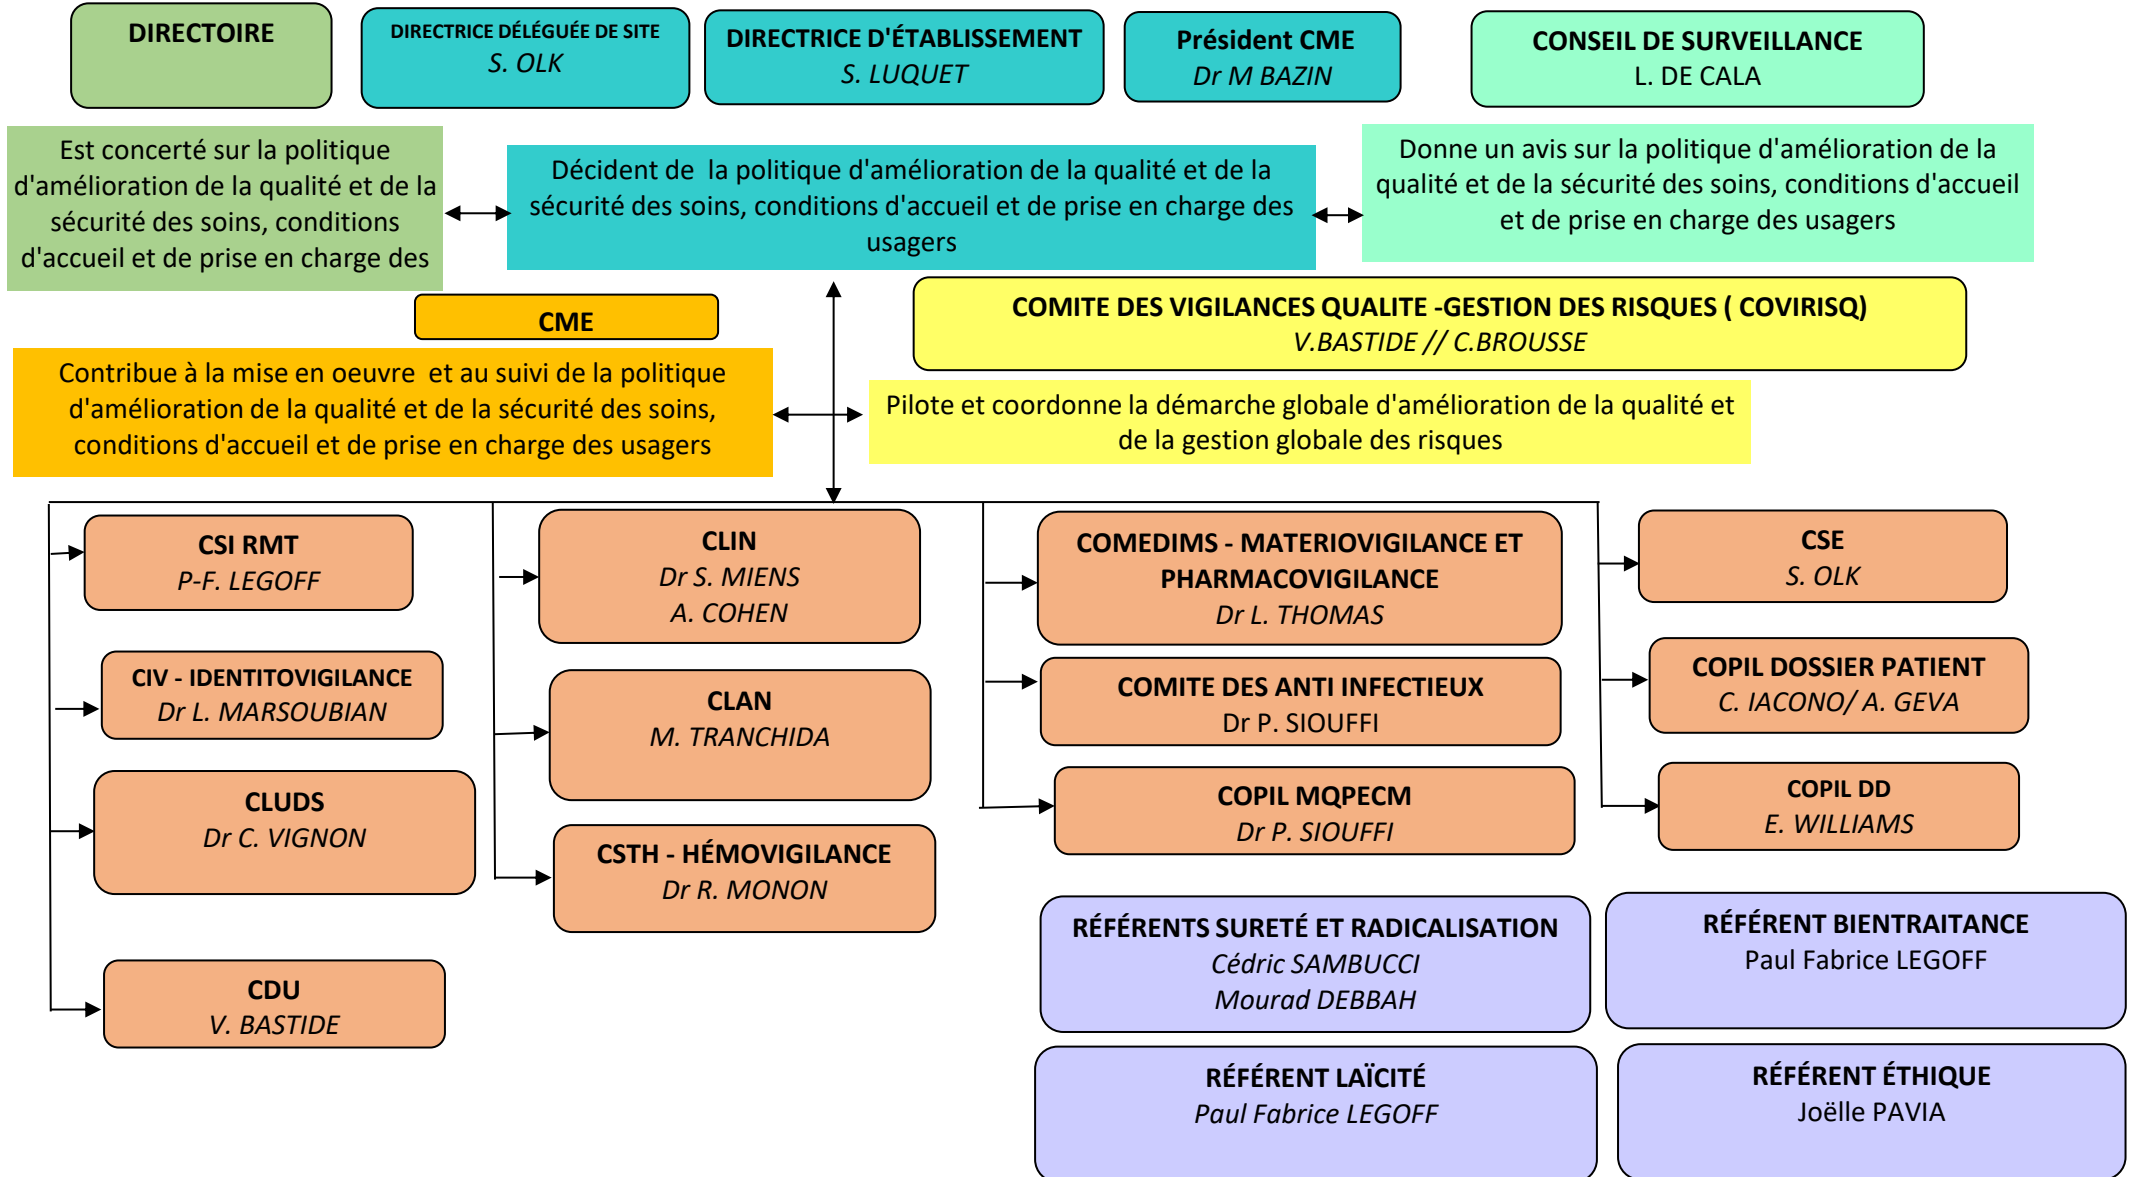 DIRECTOIRE
DIRECTRICE DÉLÉGUÉE DE SITE
S. OLK
DIRECTRICE D'ÉTABLISSEMENT
S. LUQUET
Président CME
Dr M BAZIN
CONSEIL DE SURVEILLANCE
L. DE CALA
Est concerté sur la politique
d'amélioration de la qualité et de la
sécurité des soins, conditions
d'accueil et de prise en charge des
Décident de  la politique d'amélioration de la qualité et de la
sécurité des soins, conditions d'accueil et de prise en charge des
usagers
Donne un avis sur la politique d'amélioration de la
qualité et de la sécurité des soins, conditions d'accueil
et de prise en charge des usagers
CME
Contribue à la mise en oeuvre  et au suivi de la politique
d'amélioration de la qualité et de la sécurité des soins,
conditions d'accueil et de prise en charge des usagers
COMITE DES VIGILANCES QUALITE -GESTION DES RISQUES ( COVIRISQ)
V.BASTIDE // C.BROUSSE
Pilote et coordonne la démarche globale d'amélioration de la qualité et
de la gestion globale des risques
CSI RMT
P-F. LEGOFF
CIV - IDENTITOVIGILANCE
Dr L. MARSOUBIAN
CLUDS
Dr C. VIGNON
CDU
V. BASTIDE
CLIN
Dr S. MIENS
A. COHEN
CLAN
M. TRANCHIDA
CSTH - HÉMOVIGILANCE
Dr R. MONON
COMEDIMS - MATERIOVIGILANCE ET
PHARMACOVIGILANCE
Dr L. THOMAS
COMITE DES ANTI INFECTIEUX
Dr P. SIOUFFI
COPIL MQPECM
Dr P. SIOUFFI
CSE
S. OLK
COPIL DOSSIER PATIENT
C. IACONO/ A. GEVA
COPIL DD
E. WILLIAMS
RÉFÉRENTS SURETÉ ET RADICALISATION
Cédric SAMBUCCI
Mourad DEBBAH
RÉFÉRENT BIENTRAITANCE
Paul Fabrice LEGOFF
RÉFÉRENT LAÏCITÉ
Paul Fabrice LEGOFF
RÉFÉRENT ÉTHIQUE
Joëlle PAVIA